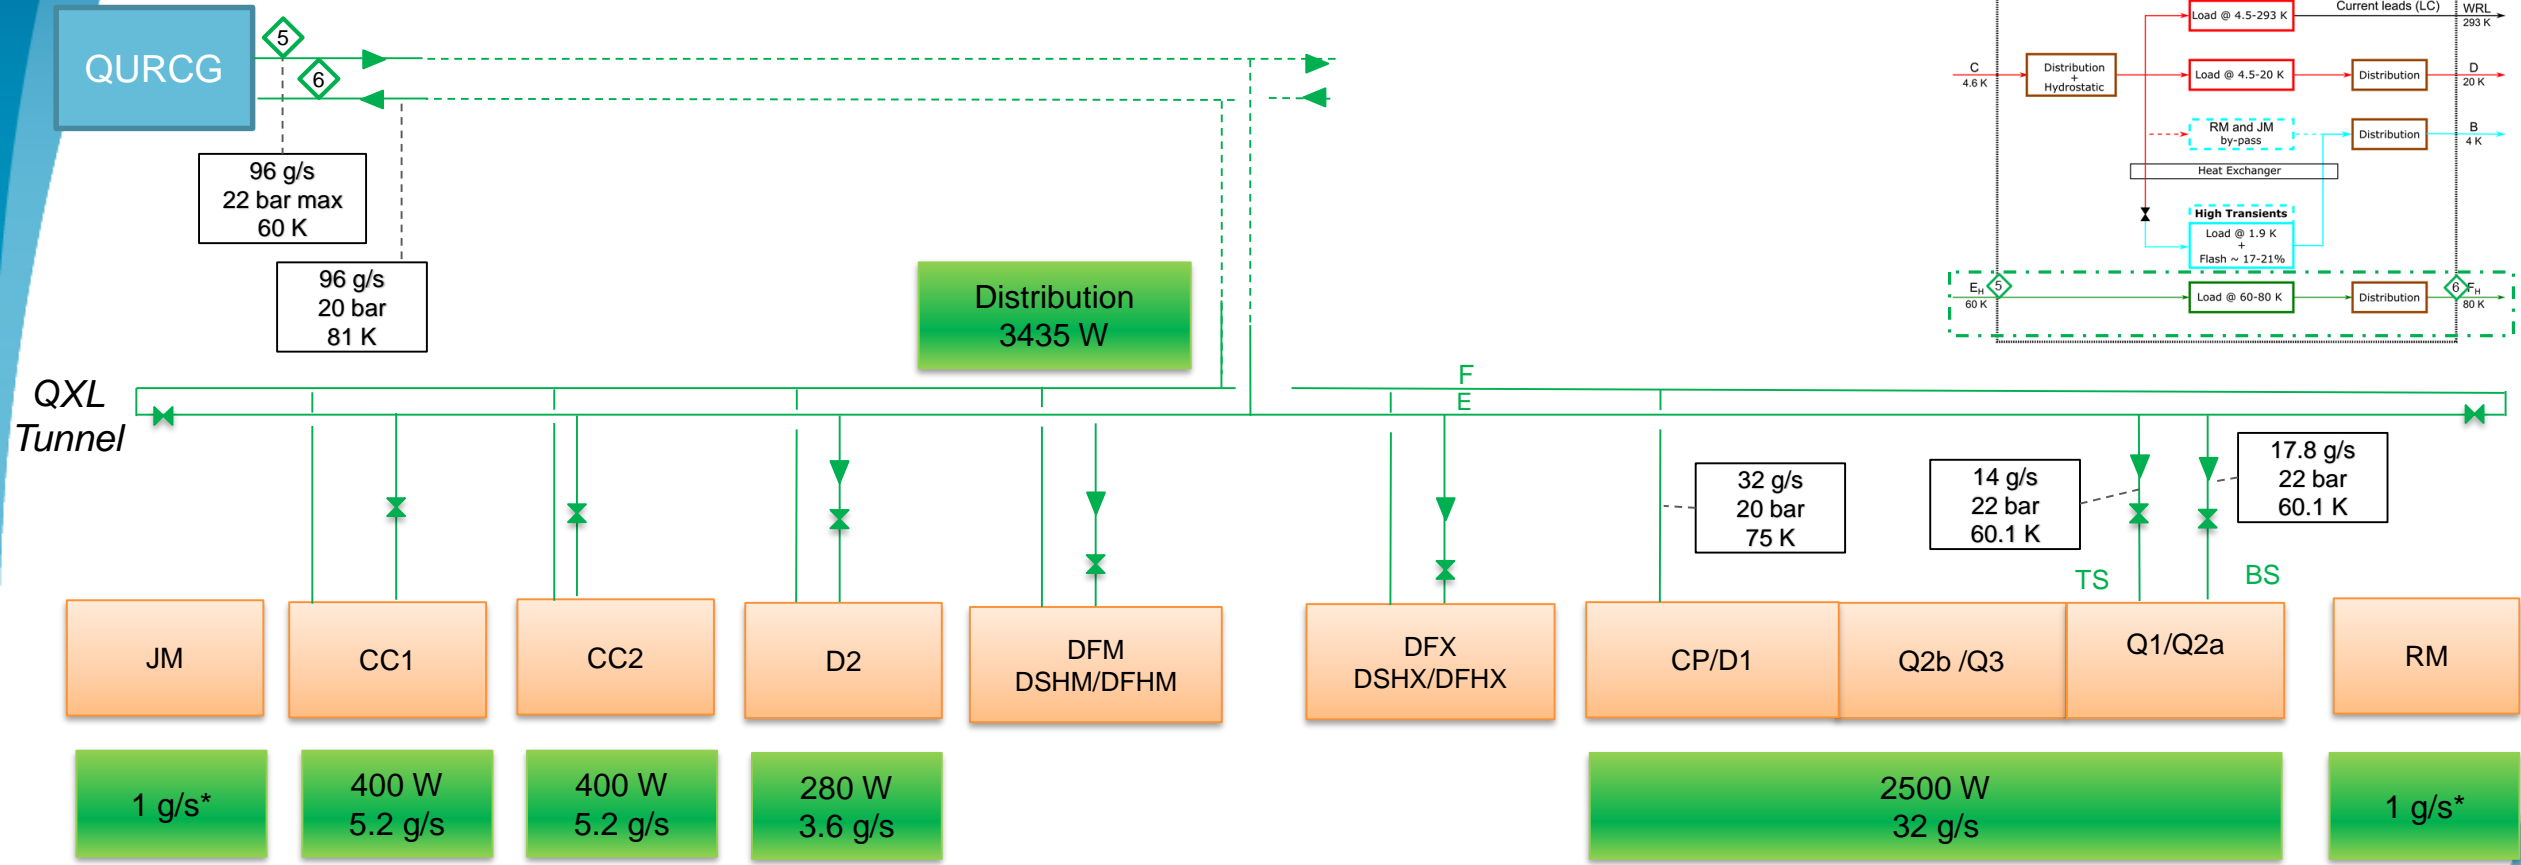 QURCG
5
6
96 g/s
22 bar max
60 K
96 g/s
20 bar
81 K
Distribution
3435 W
Load @ 4.5-293 K
Current leads (LC)
WRL
293 K
C
4.6 K
Distribution
+
Hydrostatic
Load @ 4.5-20 K
Distribution
D
20 K
RM and JM
by-pass
Distribution
B
4 K
Heat Exchanger
High Transients
Load @ 1.9 K
+
Flash ~ 17-21%
EH
60 K
5
Load @ 60-80 K
Distribution
6
FH
80 K
QXL
Tunnel
F
E
32 g/s
20 bar
75 K
14 g/s
22 bar
60.1 K
17.8 g/s
22 bar
60.1 K
TS
BS
JM
CC1
CC2
D2
DFM
DSHM/DFHM
DFX
DSHX/DFHX
CP/D1
Q2b /Q3
Q1/Q2a
RM
1 g/s*
400 W
5.2 g/s
400 W
5.2 g/s
280 W
3.6 g/s
2500 W
32 g/s
1 g/s*